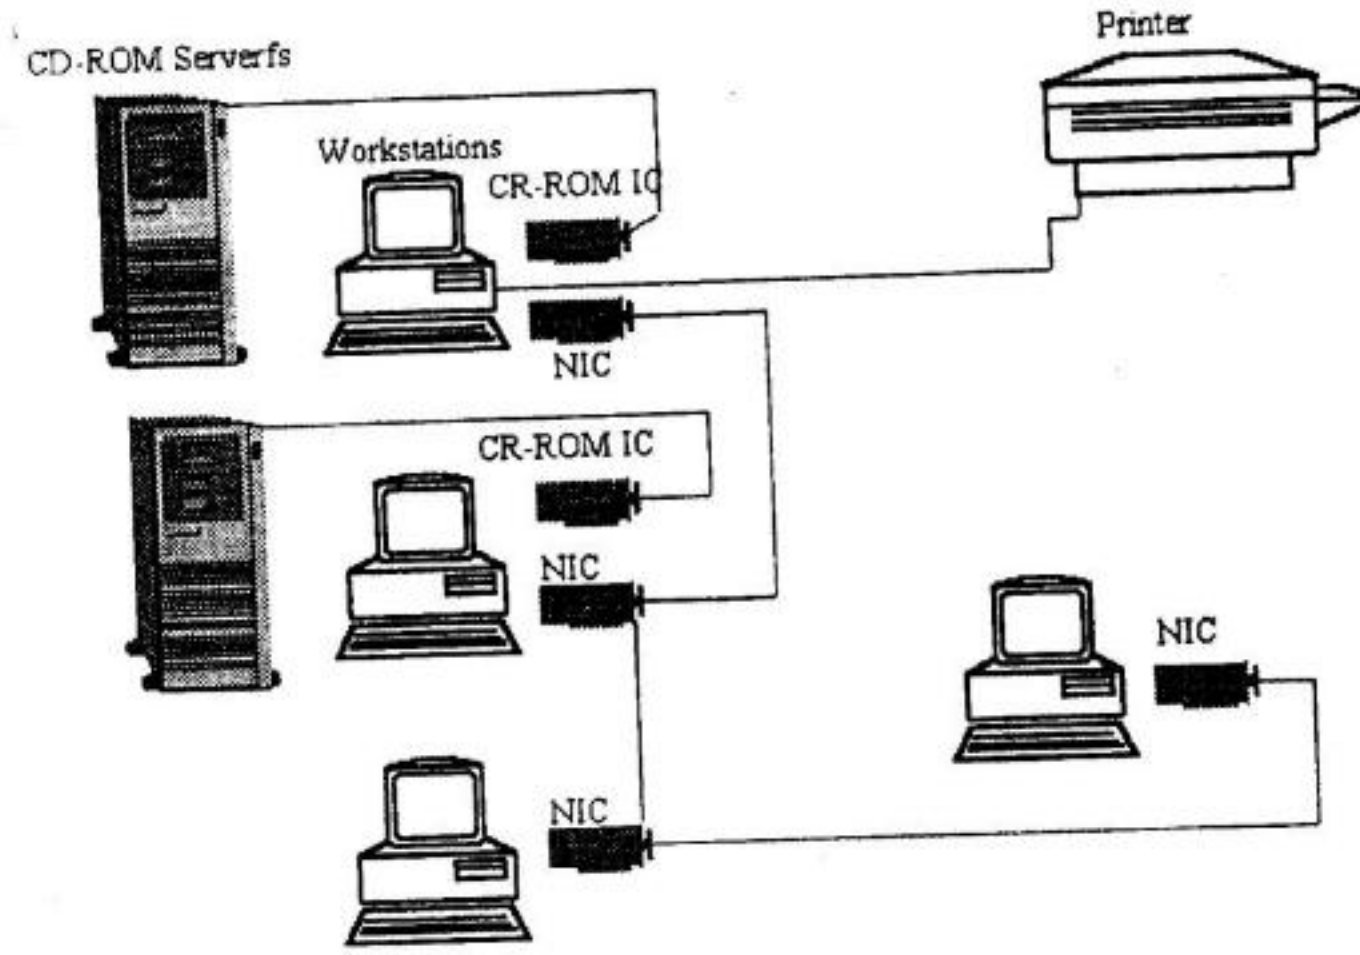 Printer
CD-ROM Serverfs
Workstations
CR-ROM IC
NIC
CR-ROM IC
NIC
NIC
NIC